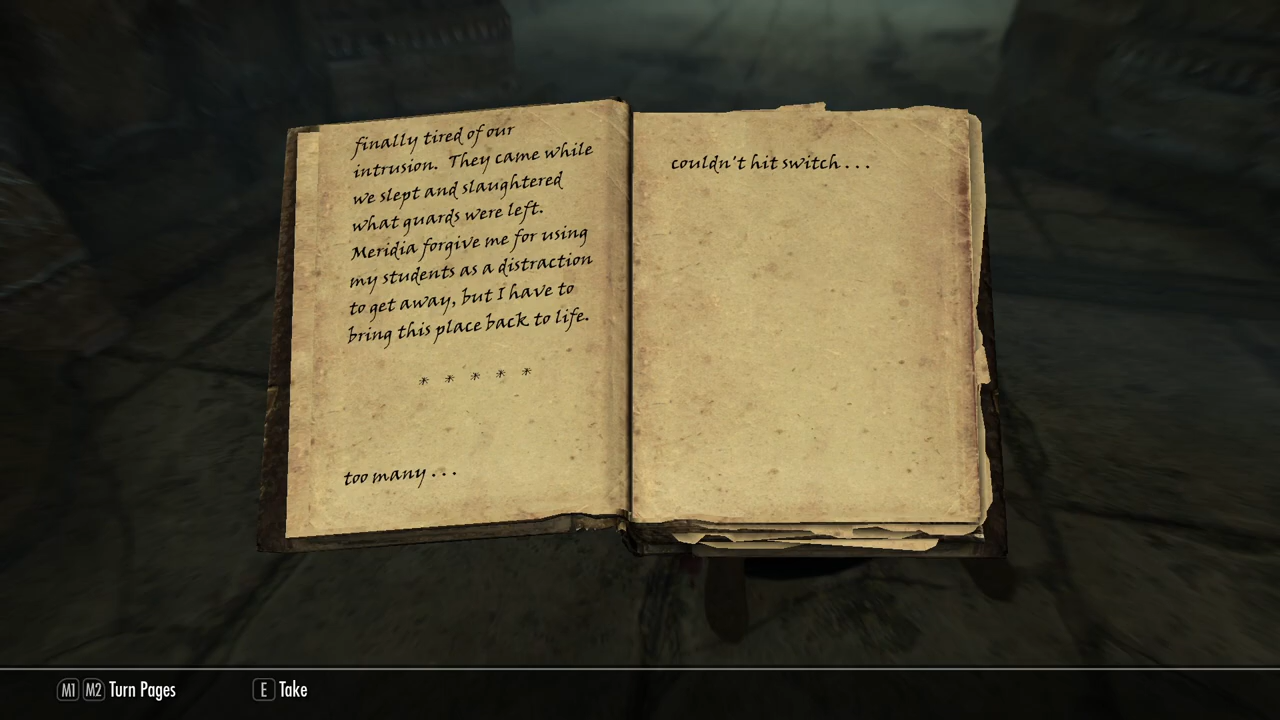 finally tired of our
intrusion. They came while
we slept and slaughtered
what guards were left.
Meridia forgive me for using
my students as a distraction
to get away, but I have to
bring this place back to life.
* * * * *
too many . . .
couldn't hit switch . . .
M1 M2 Turn Pages
E Take